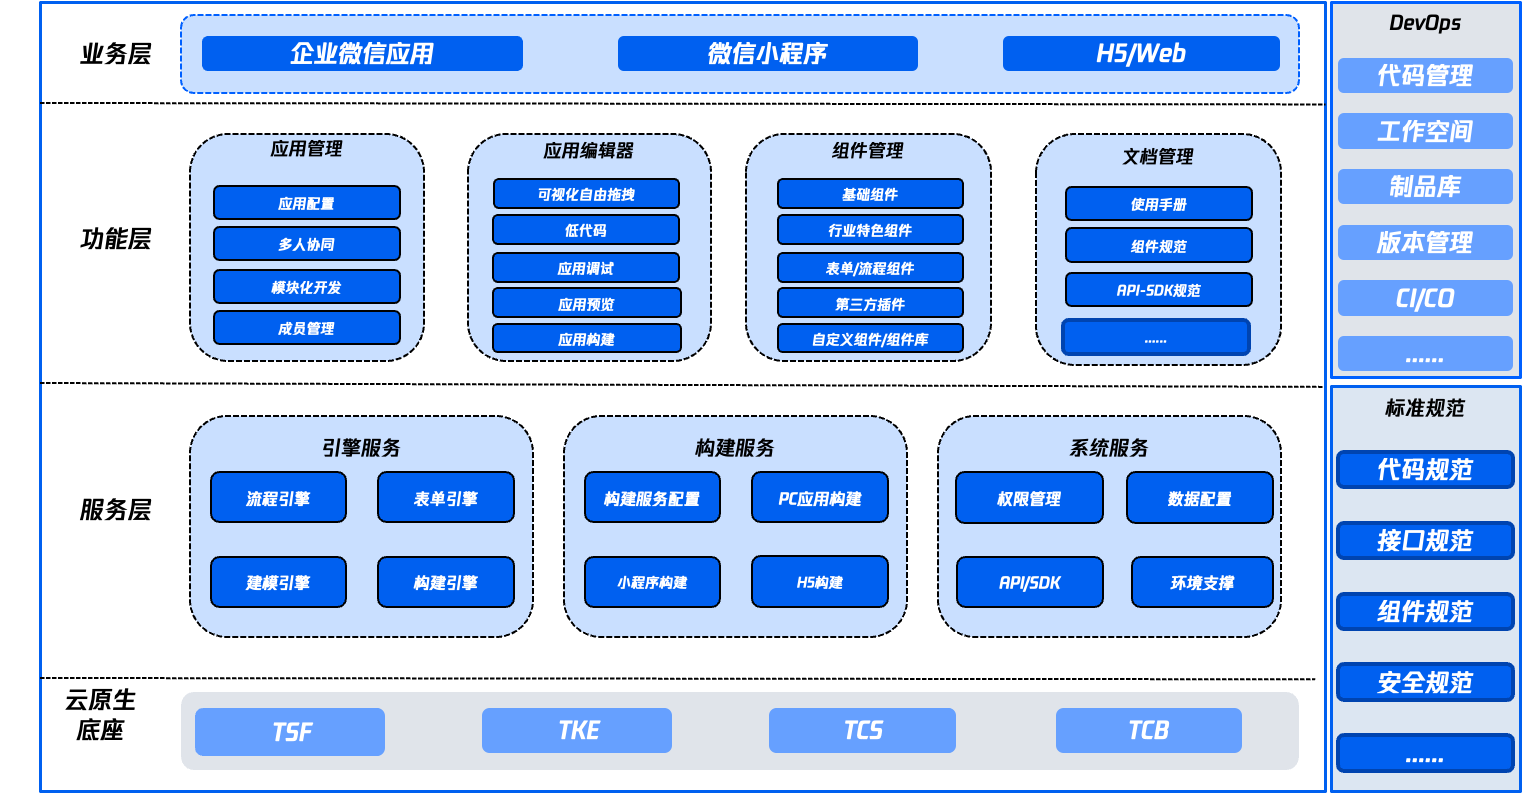 业务层
企业微信应用
微信小程序
H5/Web
功能层
应用管理
应用配置
多人协同
模块化开发
成员管理
应用编辑器
可视化自由拖拽
低代码
应用调试
应用预览
应用构建
组件管理
基础组件
行业特色组件
表单/流程组件
第三方插件
自定义组件/组件库
文档管理
使用手册
组件规范
API-SDK规范
......
服务层
引擎服务
流程引擎
表单引擎
建模引擎
构建引擎
构建服务
构建服务配置
PC应用构建
小程序构建
H5构建
系统服务
权限管理
数据配置
API/SDK
环境支撑
云原生
底座
TSF
TKE
TCS
TCB
DevOps
代码管理
工作空间
制品库
版本管理
CI/CO
......
标准规范
代码规范
接口规范
组件规范
安全规范
......